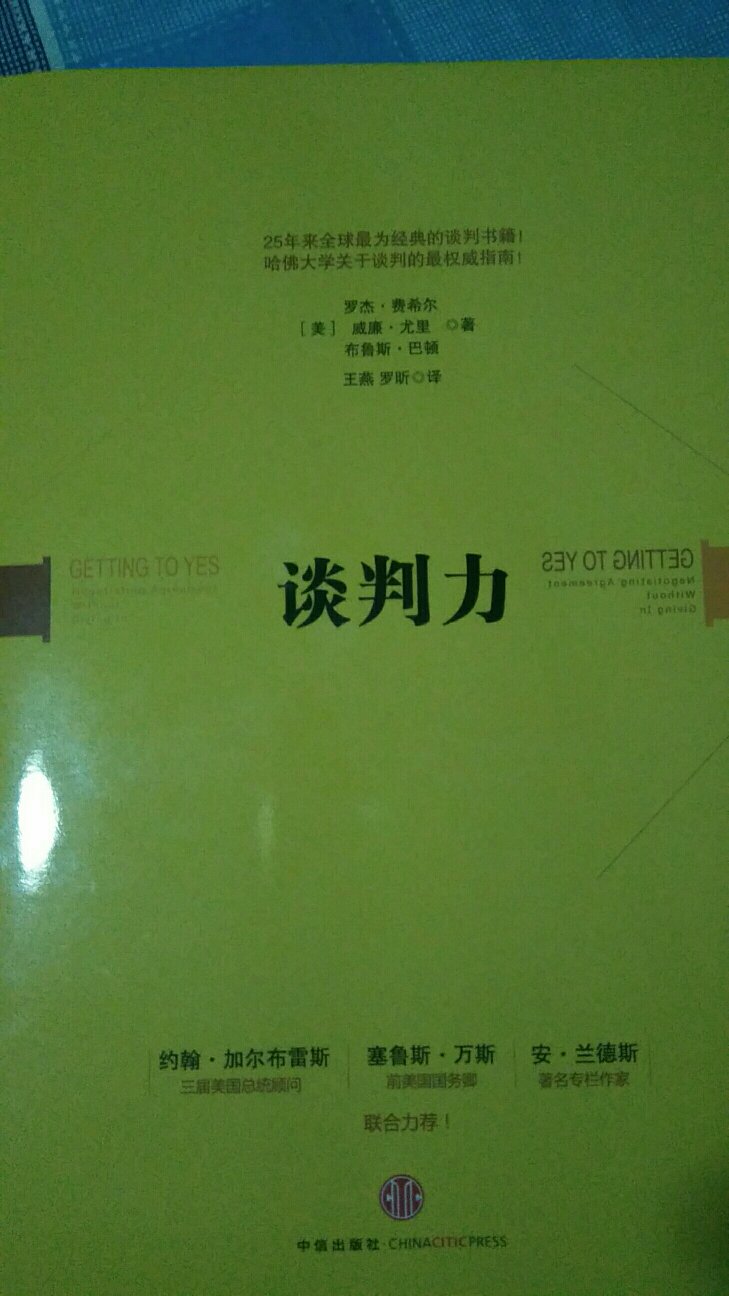 25年来全球最为经典的谈判书籍!
哈佛大学关于谈判的最权威指南!
罗杰·费希尔
[美] 威廉·尤里 ◎著
布鲁斯·巴顿
王燕 罗昕◎译
GETTING TO YES
谈判力
GETTING TO YES
Negotiating Agreement
Without
Giving In
约翰·加尔布雷斯
三届美国总统顾问
塞鲁斯·万斯
前美国国务卿
安·兰德斯
著名专栏作家
联合力荐!
中信出版社·CHINACITICPRESS